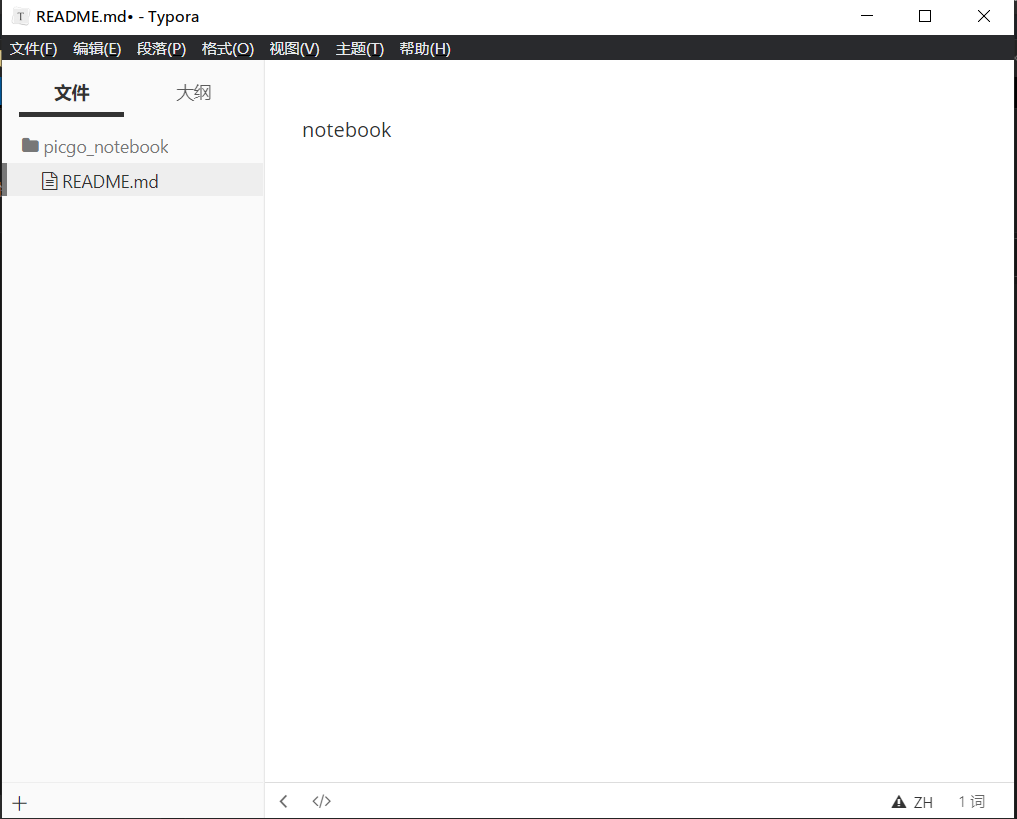 T README.md• - Typora
文件(F) 编辑(E) 段落(P) 格式(O) 视图(V) 主题(T) 帮助(H)
文件 大纲
picgo_notebook
README.md
notebook
ZH 1 词